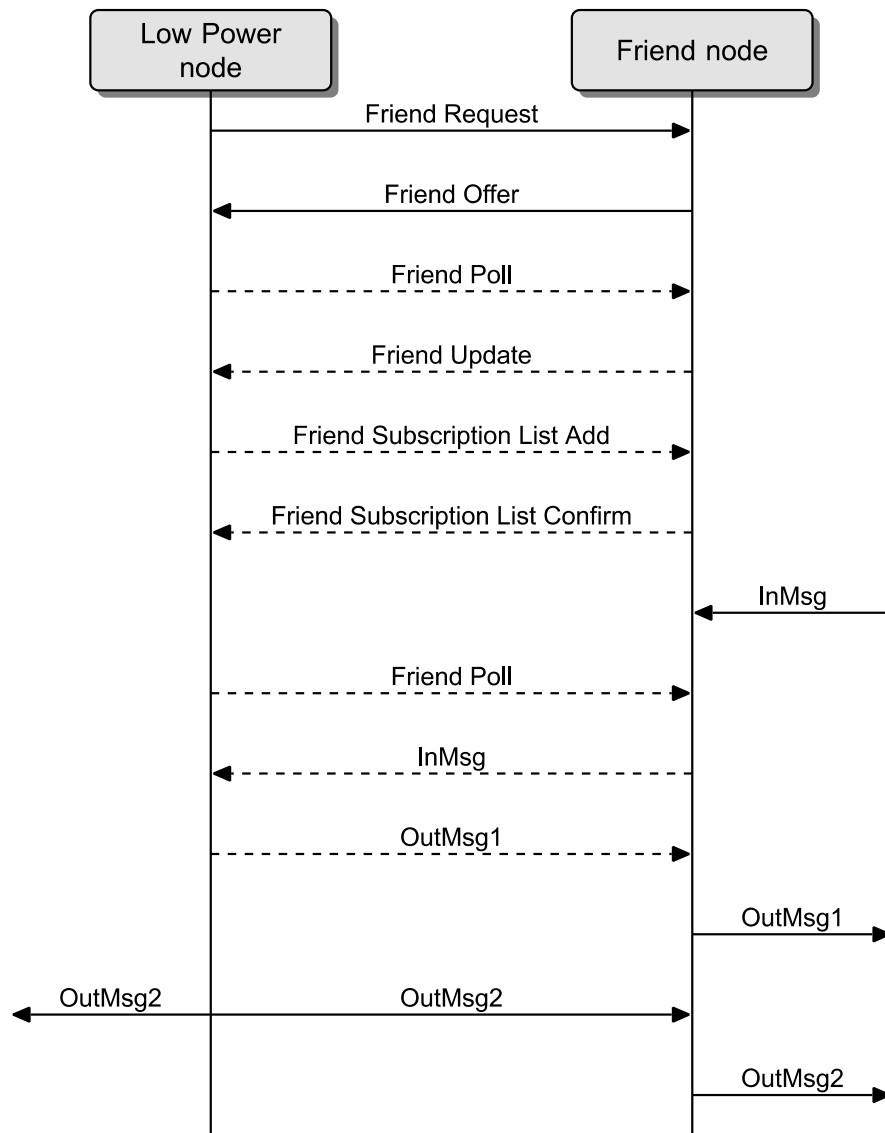 Low Power
node
Friend node
Friend Request
Friend Offer
Friend Poll
Friend Update
Friend Subscription List Add
Friend Subscription List Confirm
InMsg
Friend Poll
InMsg
OutMsg1
OutMsg1
OutMsg2
OutMsg2
OutMsg2